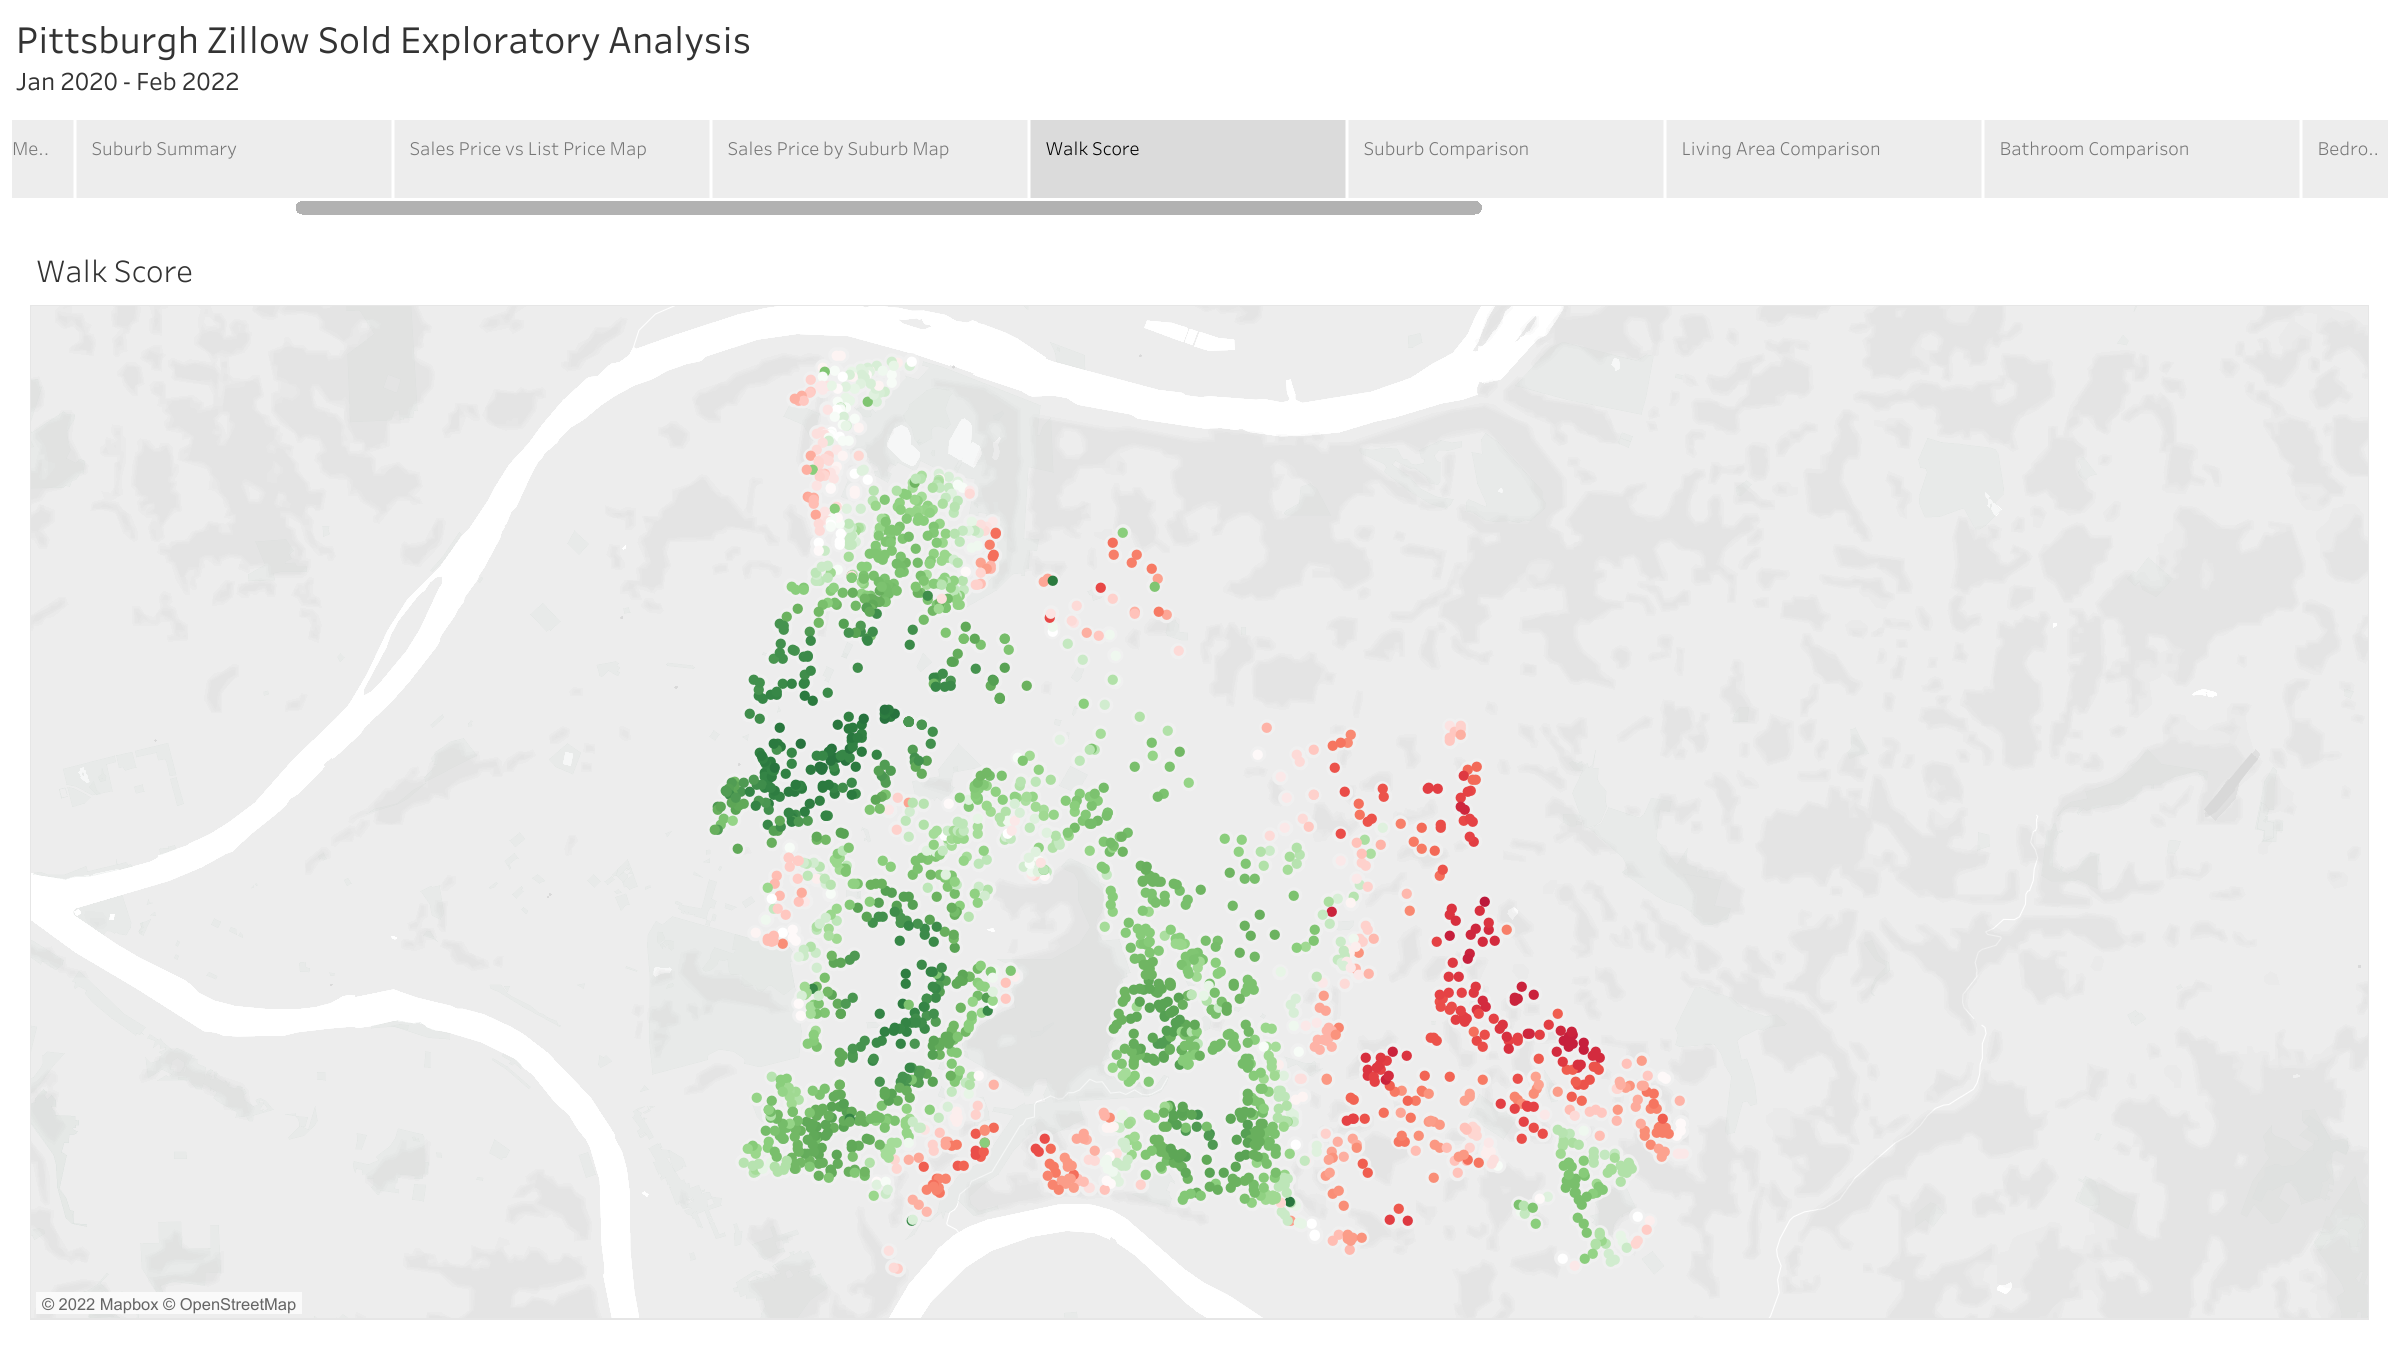 Pittsburgh Zillow Sold Exploratory Analysis
Jan 2020 - Feb 2022
Me..
Suburb Summary
Sales Price vs List Price Map
Sales Price by Suburb Map
Walk Score
Suburb Comparison
Living Area Comparison
Bathroom Comparison
Bedro..
Walk Score
© 2022 Mapbox © OpenStreetMap